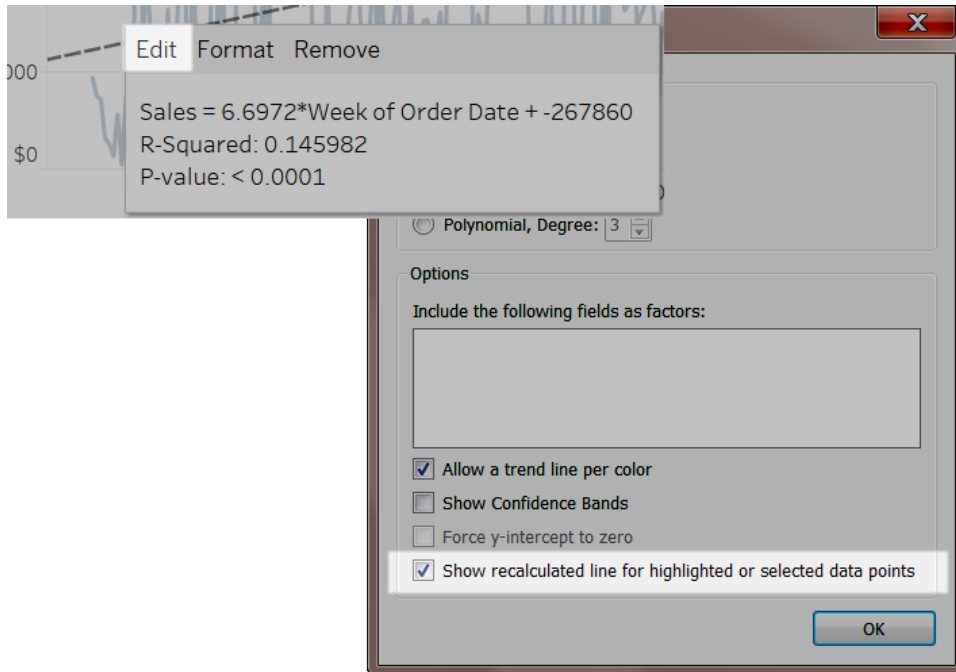 Edit Format Remove
000
Sales = 6.6972*Week of Order Date + -267860
R-Squared: 0.145982
$0
P-value: < 0.0001
Polynomial, Degree: 3
Options
Include the following fields as factors:
Allow a trend line per color
Show Confidence Bands
Force y-intercept to zero
Show recalculated line for highlighted or selected data points
OK